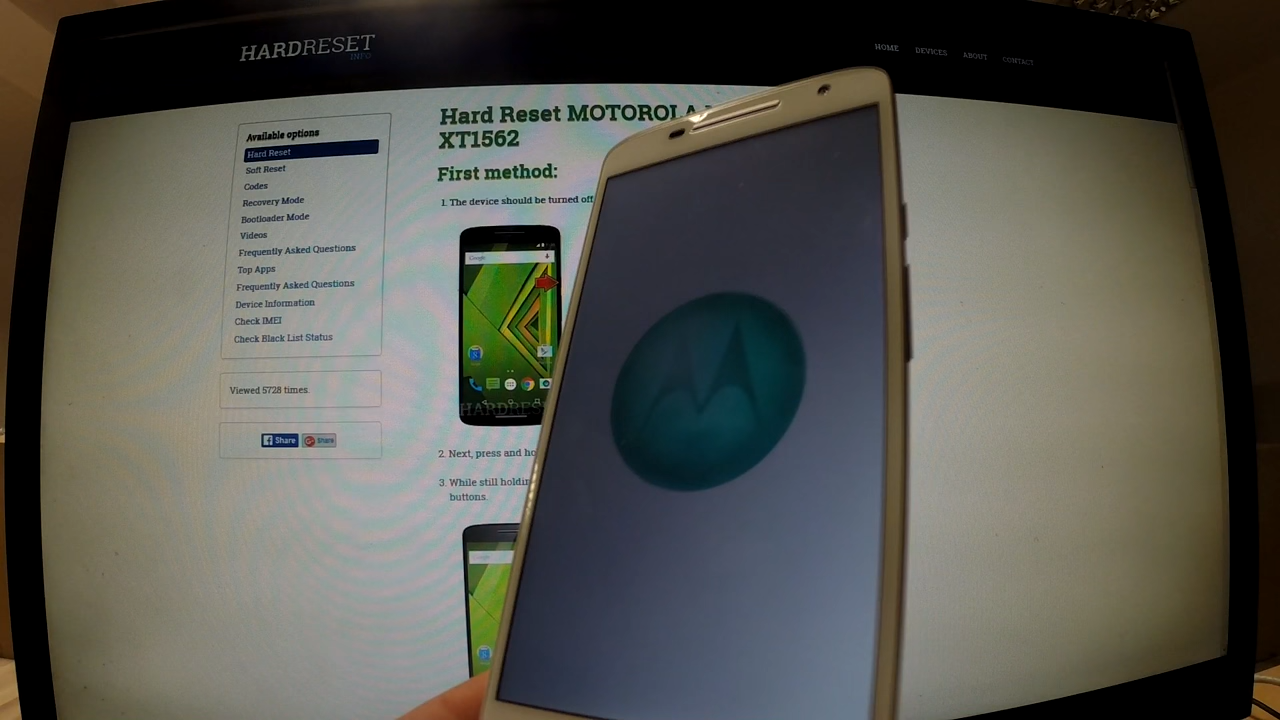 HARDRESET
INFO
HOME DEVICES ABOUT CONTACT
Available options
Hard Reset
Soft Reset
Codes
Recovery Mode
Bootloader Mode
Videos
Frequently Asked Questions
Top Apps
Frequently Asked Questions
Device Information
Check IMEI
Check Black List Status
Viewed 5728 times.
Share Share
Hard Reset MOTOROLA
XT1562
First method:
1. The device should be turned off
Google
HARDRES
2. Next, press and ho
3. While still holdin
buttons.